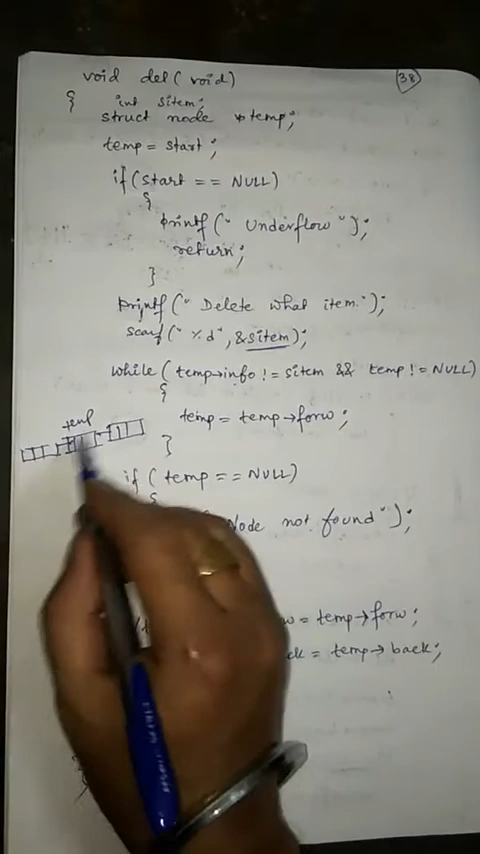 void del(void)
38
{ int sitem;
struct node *temp;
temp = start;
if(start == NULL)
{
printf(" Underflow");
return;
}
printf(" Delete what item.");
scanf("%d", &sitem);
while( temp→info != sitem && temp != NULL)
{
temp = temp→forw;
}
temp
if ( temp == NULL)
{
Node not found");
= temp→forw;
= temp→back;